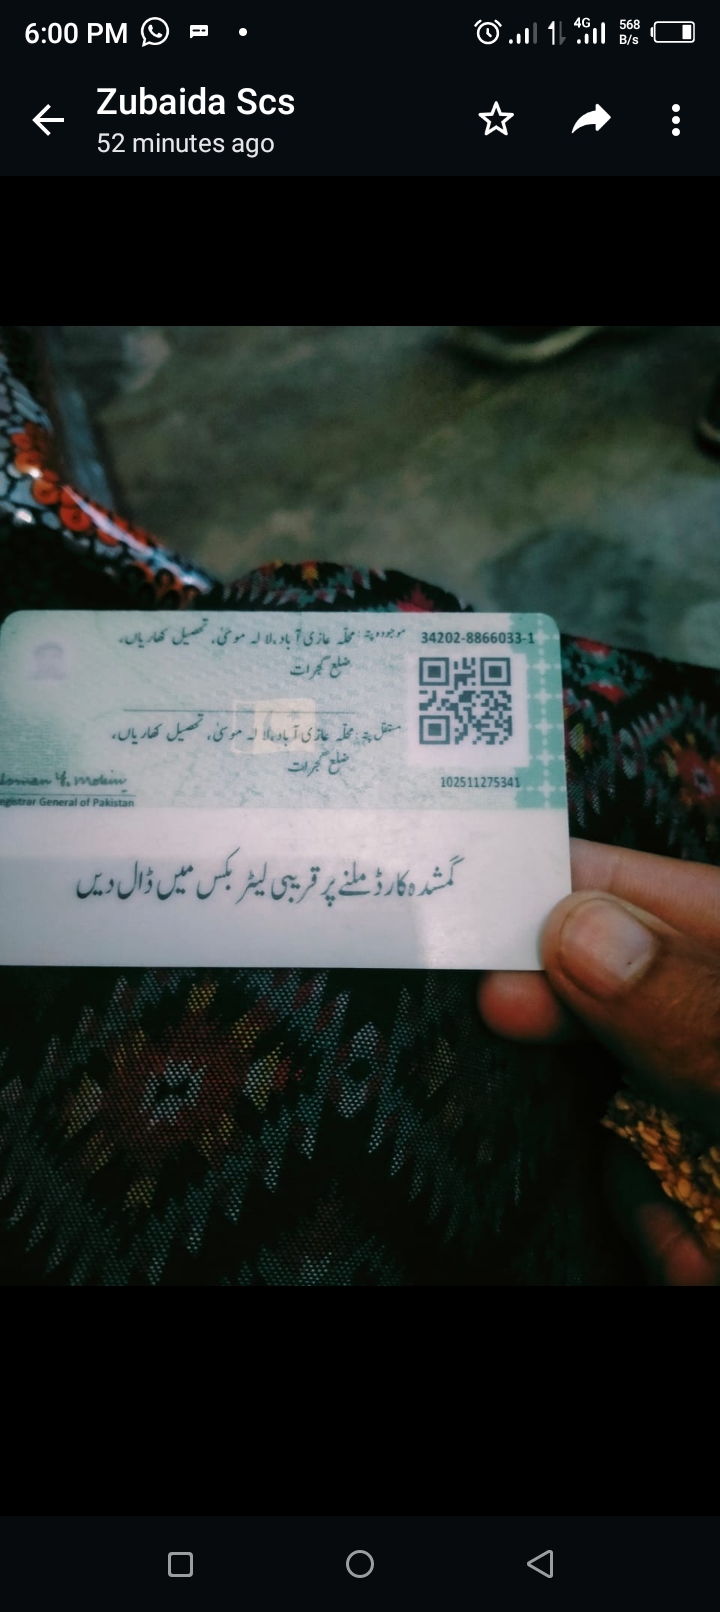 6:00 PM
4G
568 B/s
Zubaida Scs
52 minutes ago
34202-8866033-1
موجودہ پتہ: محلہ غازی آباد، لالہ موسیٰ، تحصیل کھاریاں،
ضلع گجرات
مستقل پتہ: محلہ غازی آباد، لالہ موسیٰ، تحصیل کھاریاں،
ضلع گجرات
102511275341
Registrar General of Pakistan
گمشدہ کارڈ ملنے پر قریبی لیٹر بکس میں ڈال دیں